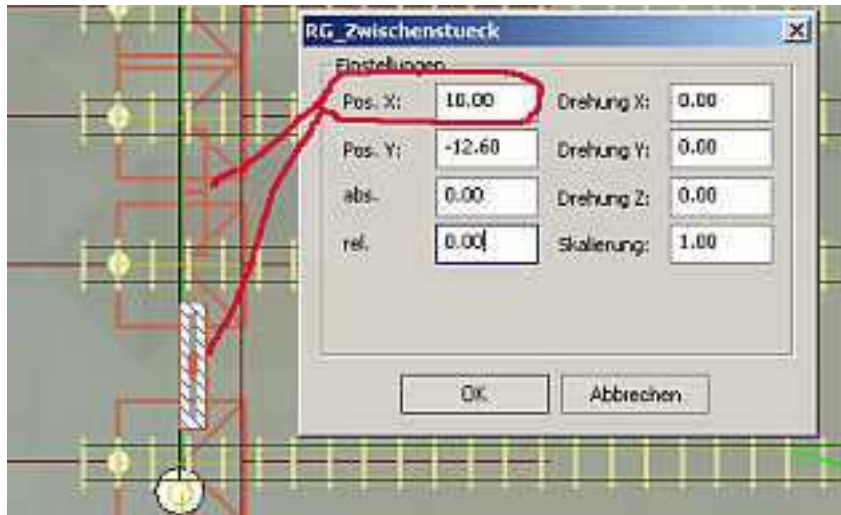 RG_Zwischenstueck
Einstellungen
Pos. X: 10.00 Drehung X: 0.00
Pos. Y: -12.60 Drehung Y: 0.00
abs. 0.00 Drehung Z: 0.00
rel. 0.00 Skalierung: 1.00
OK Abbrechen